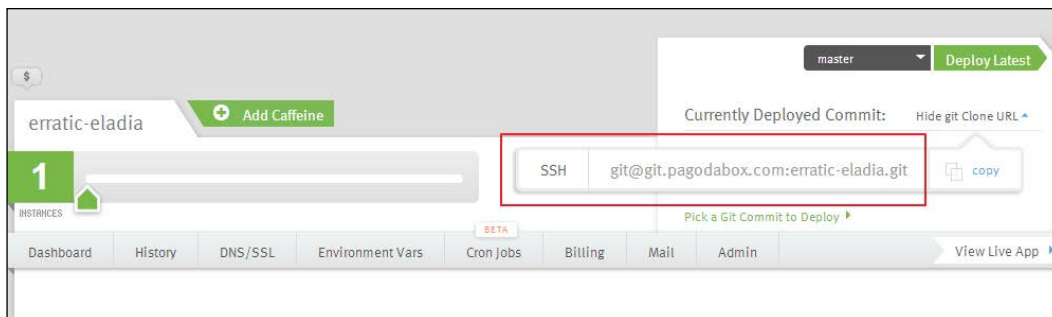 master
Deploy Latest
$
erratic-eladia
Add Caffeine
Currently Deployed Commit:
Hide git Clone URL
1
SSH
git@git.pagodabox.com:erratic-eladia.git
copy
INSTANCES
Pick a Git Commit to Deploy
BETA
Dashboard History DNS/SSL Environment Vars Cron Jobs Billing Mail Admin View Live App